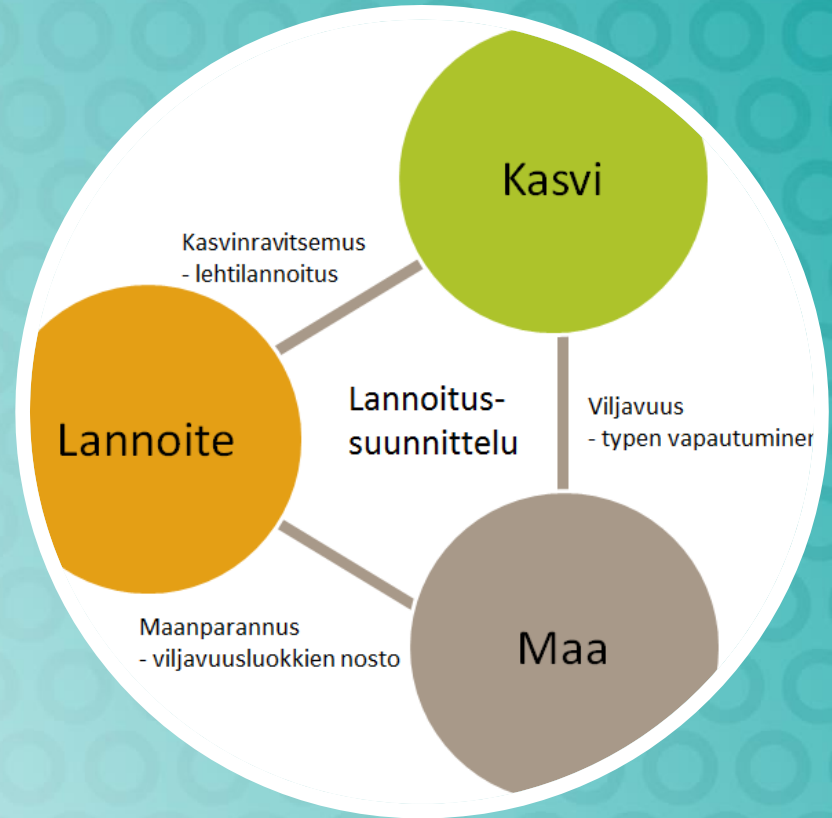 Kasvi
Kasvinravitsemus
- lehtilannoitus
Lannoite
Lannoitus-
suunnittelu
Viljavuus
- typen vapautuminen
Maanparannus
- viljavuusluokkien nosto
Maa